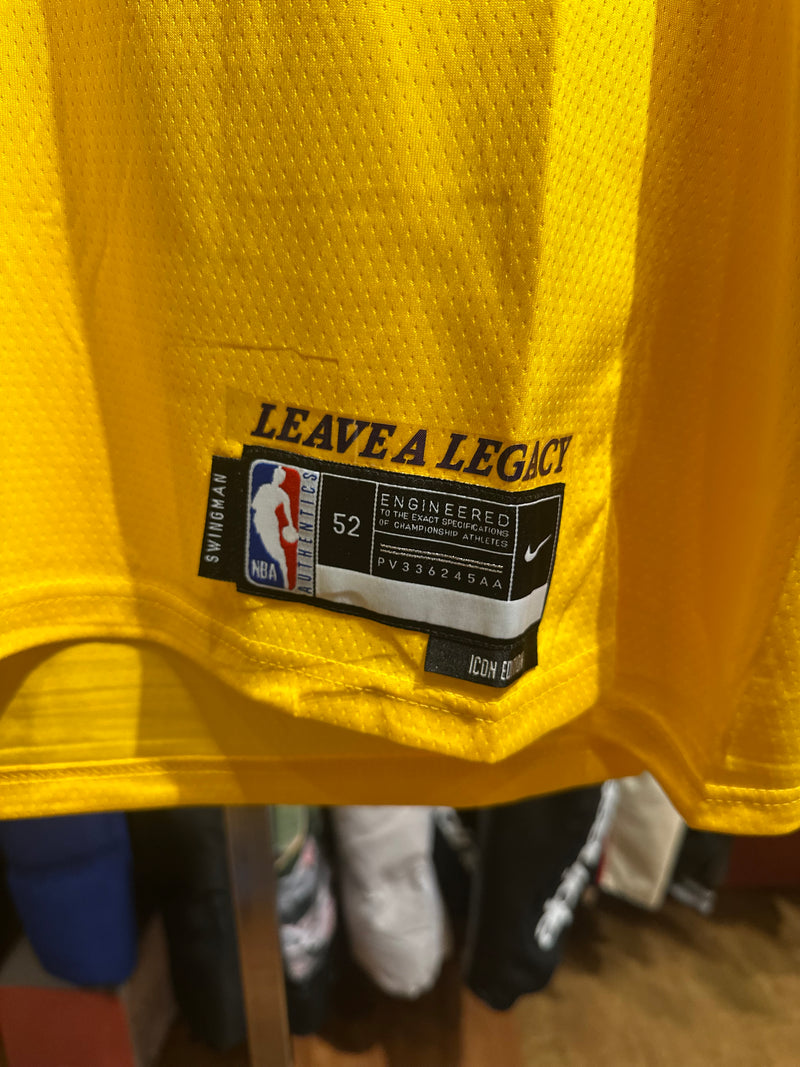 LEAVE A LEGACY
SWINGMAN
NBA
AUTHENTICS
52
ENGINEERED
TO THE EXACT SPECIFICATIONS
OF CHAMPIONSHIP ATHLETES
PV336245AA
ICON EDITION